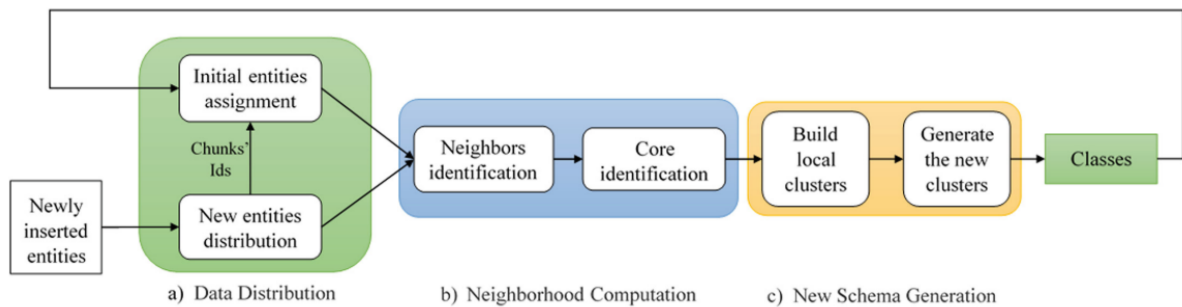 Initial entities
assignment
Chunks'
Ids
Newly
inserted
entities
New entities
distribution
Neighbors
identification
Core
identification
Build
local
clusters
Generate
the new
clusters
Classes
a) Data Distribution
b) Neighborhood Computation
c) New Schema Generation